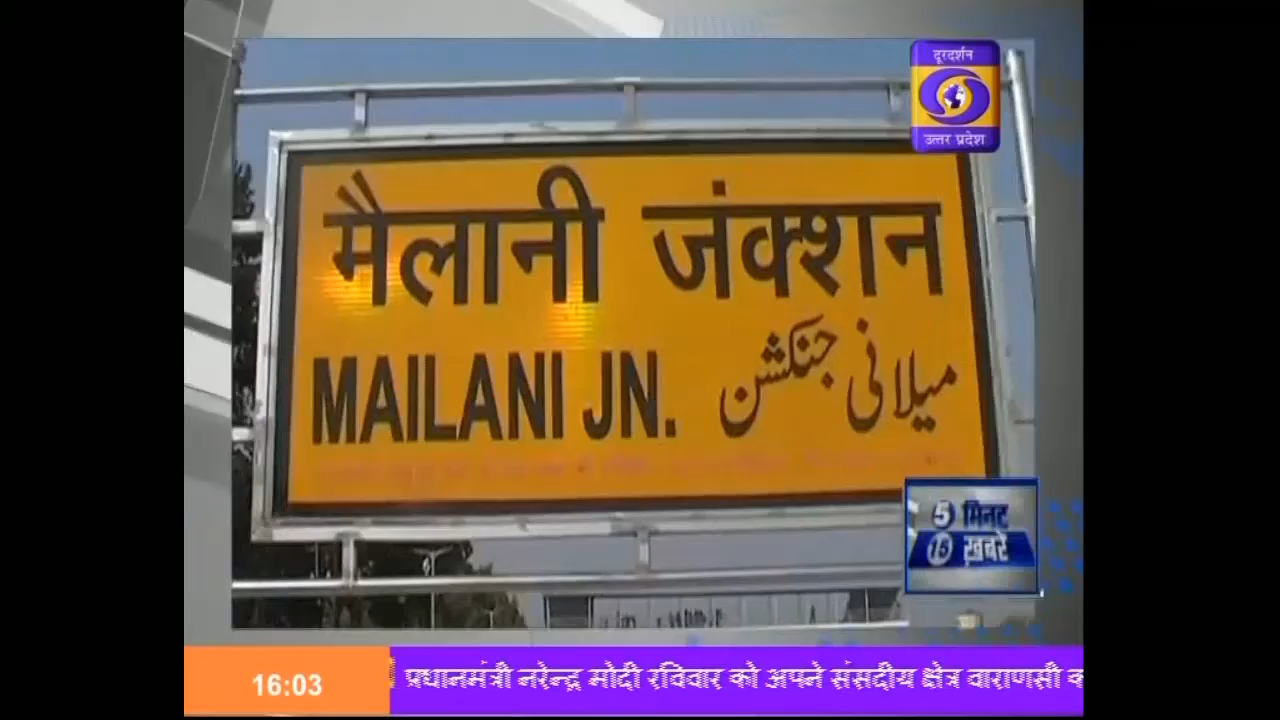 दूरदर्शन
उत्तर प्रदेश
मैलानी जंक्शन
MAILANI JN. میلانی جنکشن
5 मिनट
15 ख़बरें
16:03 प्रधानमंत्री नरेन्द्र मोदी रविवार को अपने संसदीय क्षेत्र वाराणसी